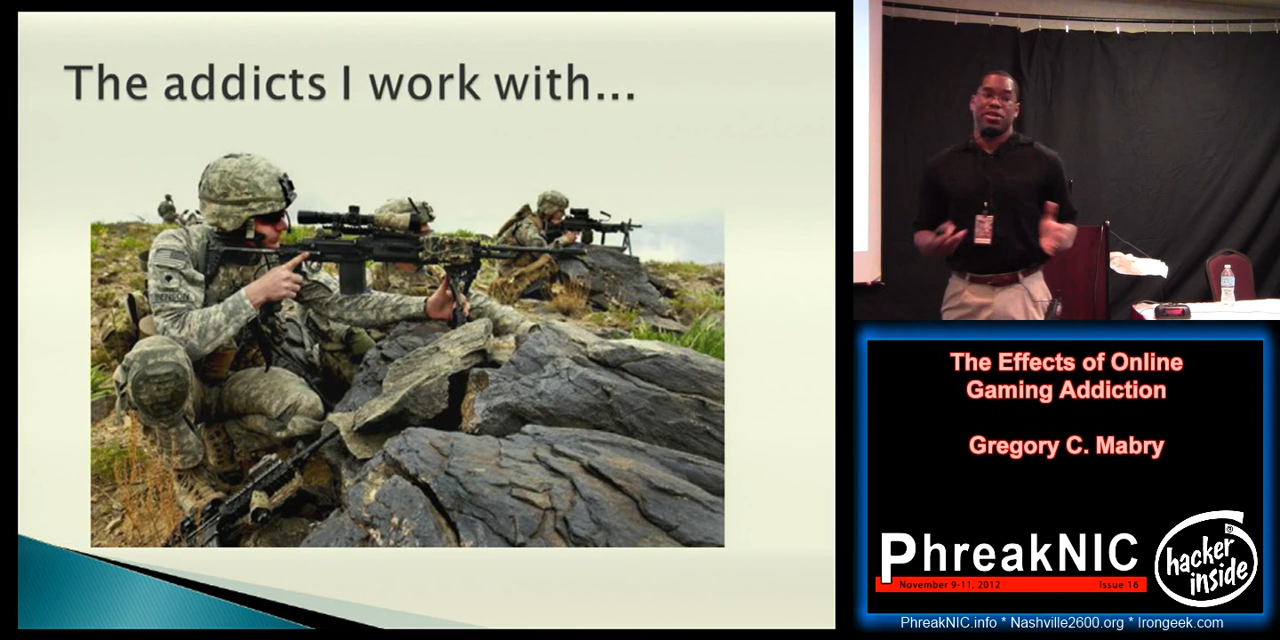 The addicts I work with...
The Effects of Online
Gaming Addiction
Gregory C. Mabry
PhreakNIC
November 9-11, 2012 Issue 16
hacker
inside
PhreakNIC.info * Nashville2600.org * Irongeek.com